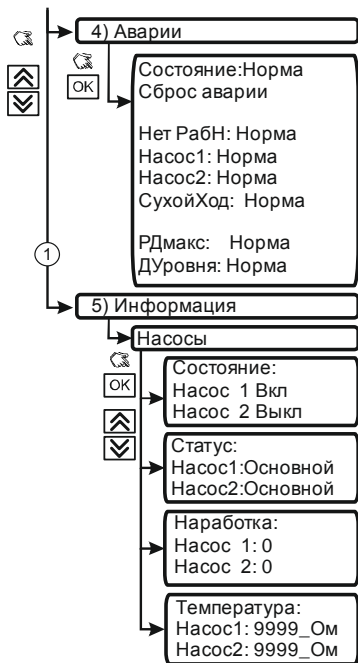 4) Аварии
OK
Состояние:Норма
Сброс аварии
Нет РабН: Норма
Насос1: Норма
Насос2: Норма
СухойХод: Норма
РДмакс: Норма
ДУровня: Норма
1
5) Информация
Насосы
OK
Состояние:
Насос 1 Вкл
Насос 2 Выкл
Статус:
Насос1:Основной
Насос2:Основной
Наработка:
Насос 1: 0
Насос 2: 0
Температура:
Насос1: 9999_Ом
Насос2: 9999_Ом